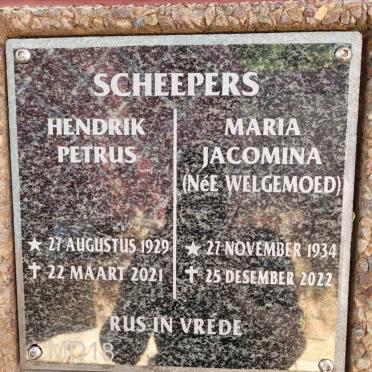 SCHEEPERS
HENDRIK
PETRUS
MARIA
JACOMINA
(NéE WELGEMOED)
★ 27 AUGUSTUS 1929
✝ 22 MAART 2021
★ 27 NOVEMBER 1934
✝ 25 DESEMBER 2022
RUS IN VREDE
MD18